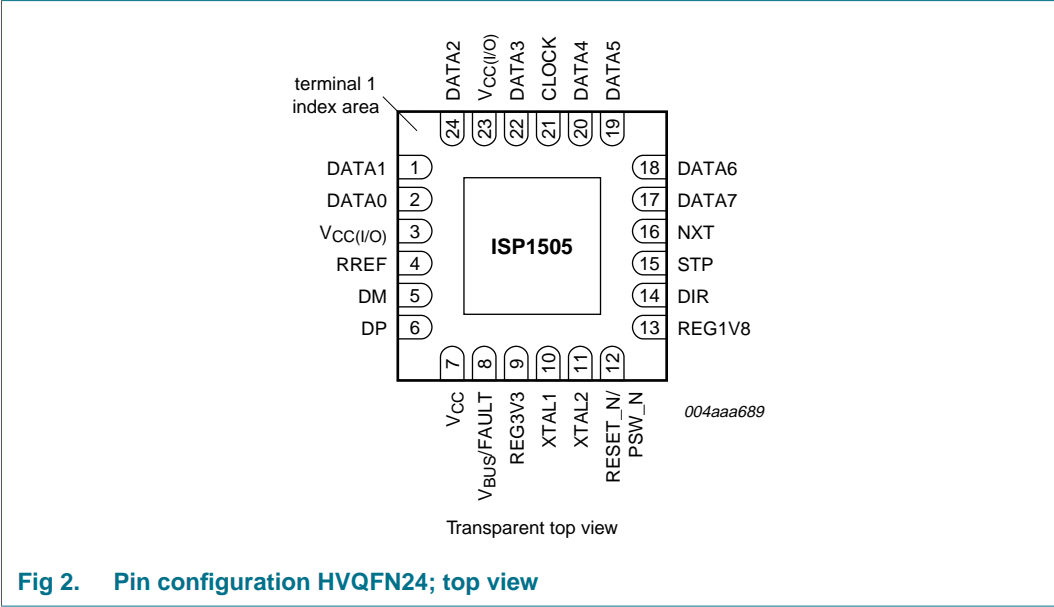 DATA2
VCC(I/O)
DATA3
CLOCK
DATA4
DATA5
terminal 1
index area
24
23
22
21
20
19
DATA1 1
DATA0 2
VCC(I/O) 3
RREF 4
DM 5
DP 6
18 DATA6
17 DATA7
16 NXT
15 STP
14 DIR
13 REG1V8
ISP1505
7
8
9
10
11
12
VCC
VBUS/FAULT
REG3V3
XTAL1
XTAL2
RESET_N/
PSW_N
004aaa689
Transparent top view
Fig 2. Pin configuration HVQFN24; top view